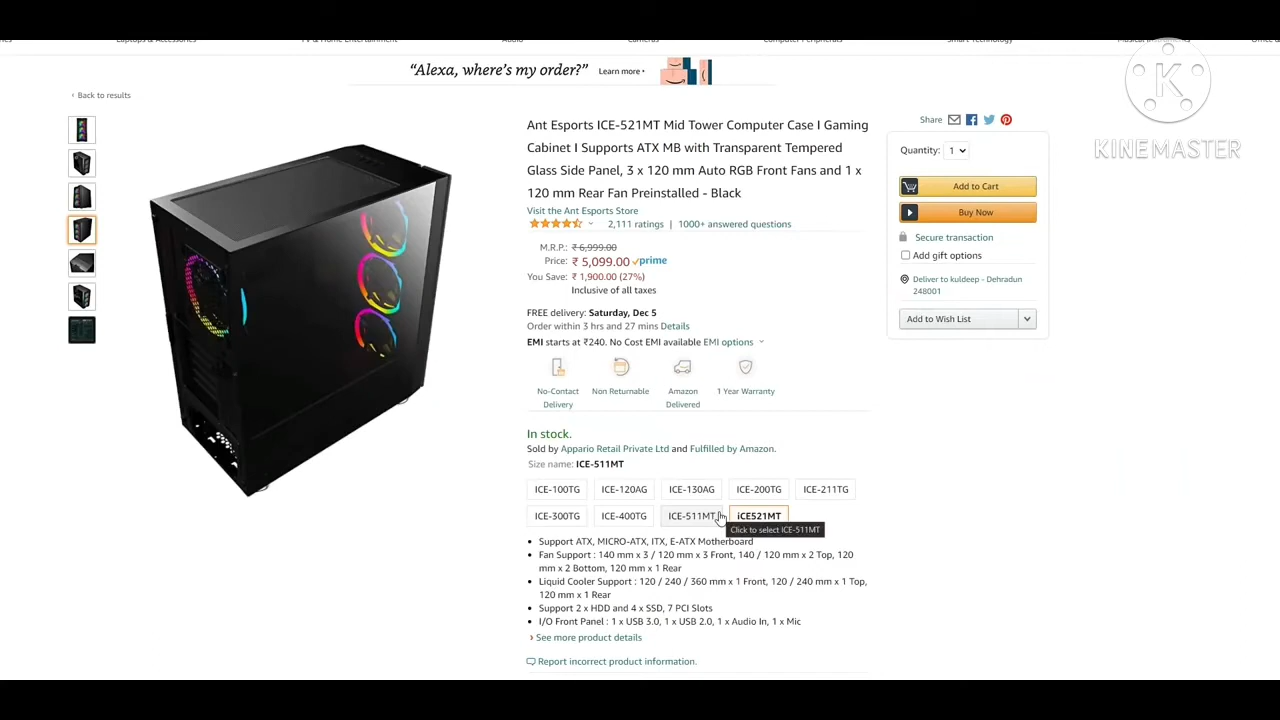 “Alexa, where’s my order?” Learn more
K
KINEMASTER
‹ Back to results
Ant Esports ICE-521MT Mid Tower Computer Case I Gaming
Cabinet I Supports ATX MB with Transparent Tempered
Glass Side Panel, 3 x 120 mm Auto RGB Front Fans and 1 x
120 mm Rear Fan Preinstalled - Black
Visit the Ant Esports Store
2,111 ratings | 1000+ answered questions
M.R.P.: ₹ 6,999.00
Price: ₹ 5,099.00 prime
You Save: ₹ 1,900.00 (27%)
Inclusive of all taxes
FREE delivery: Saturday, Dec 5
Order within 3 hrs and 27 mins Details
EMI starts at ₹240. No Cost EMI available EMI options
No-Contact
Delivery
Non Returnable
Amazon
Delivered
1 Year Warranty
In stock.
Sold by Appario Retail Private Ltd and Fulfilled by Amazon.
Size name: ICE-511MT
ICE-100TG ICE-120AG ICE-130AG ICE-200TG ICE-211TG
ICE-300TG ICE-400TG ICE-511MT iCE521MT
Click to select ICE-511MT
• Support ATX, MICRO-ATX, ITX, E-ATX Motherboard
• Fan Support : 140 mm x 3 / 120 mm x 3 Front, 140 / 120 mm x 2 Top, 120
mm x 2 Bottom, 120 mm x 1 Rear
• Liquid Cooler Support : 120 / 240 / 360 mm x 1 Front, 120 / 240 mm x 1 Top,
120 mm x 1 Rear
• Support 2 x HDD and 4 x SSD, 7 PCI Slots
• I/O Front Panel : 1 x USB 3.0, 1 x USB 2.0, 1 x Audio In, 1 x Mic
› See more product details
Report incorrect product information.
Share
Quantity: 1
Add to Cart
Buy Now
Secure transaction
Add gift options
Deliver to kuldeep - Dehradun
248001
Add to Wish List